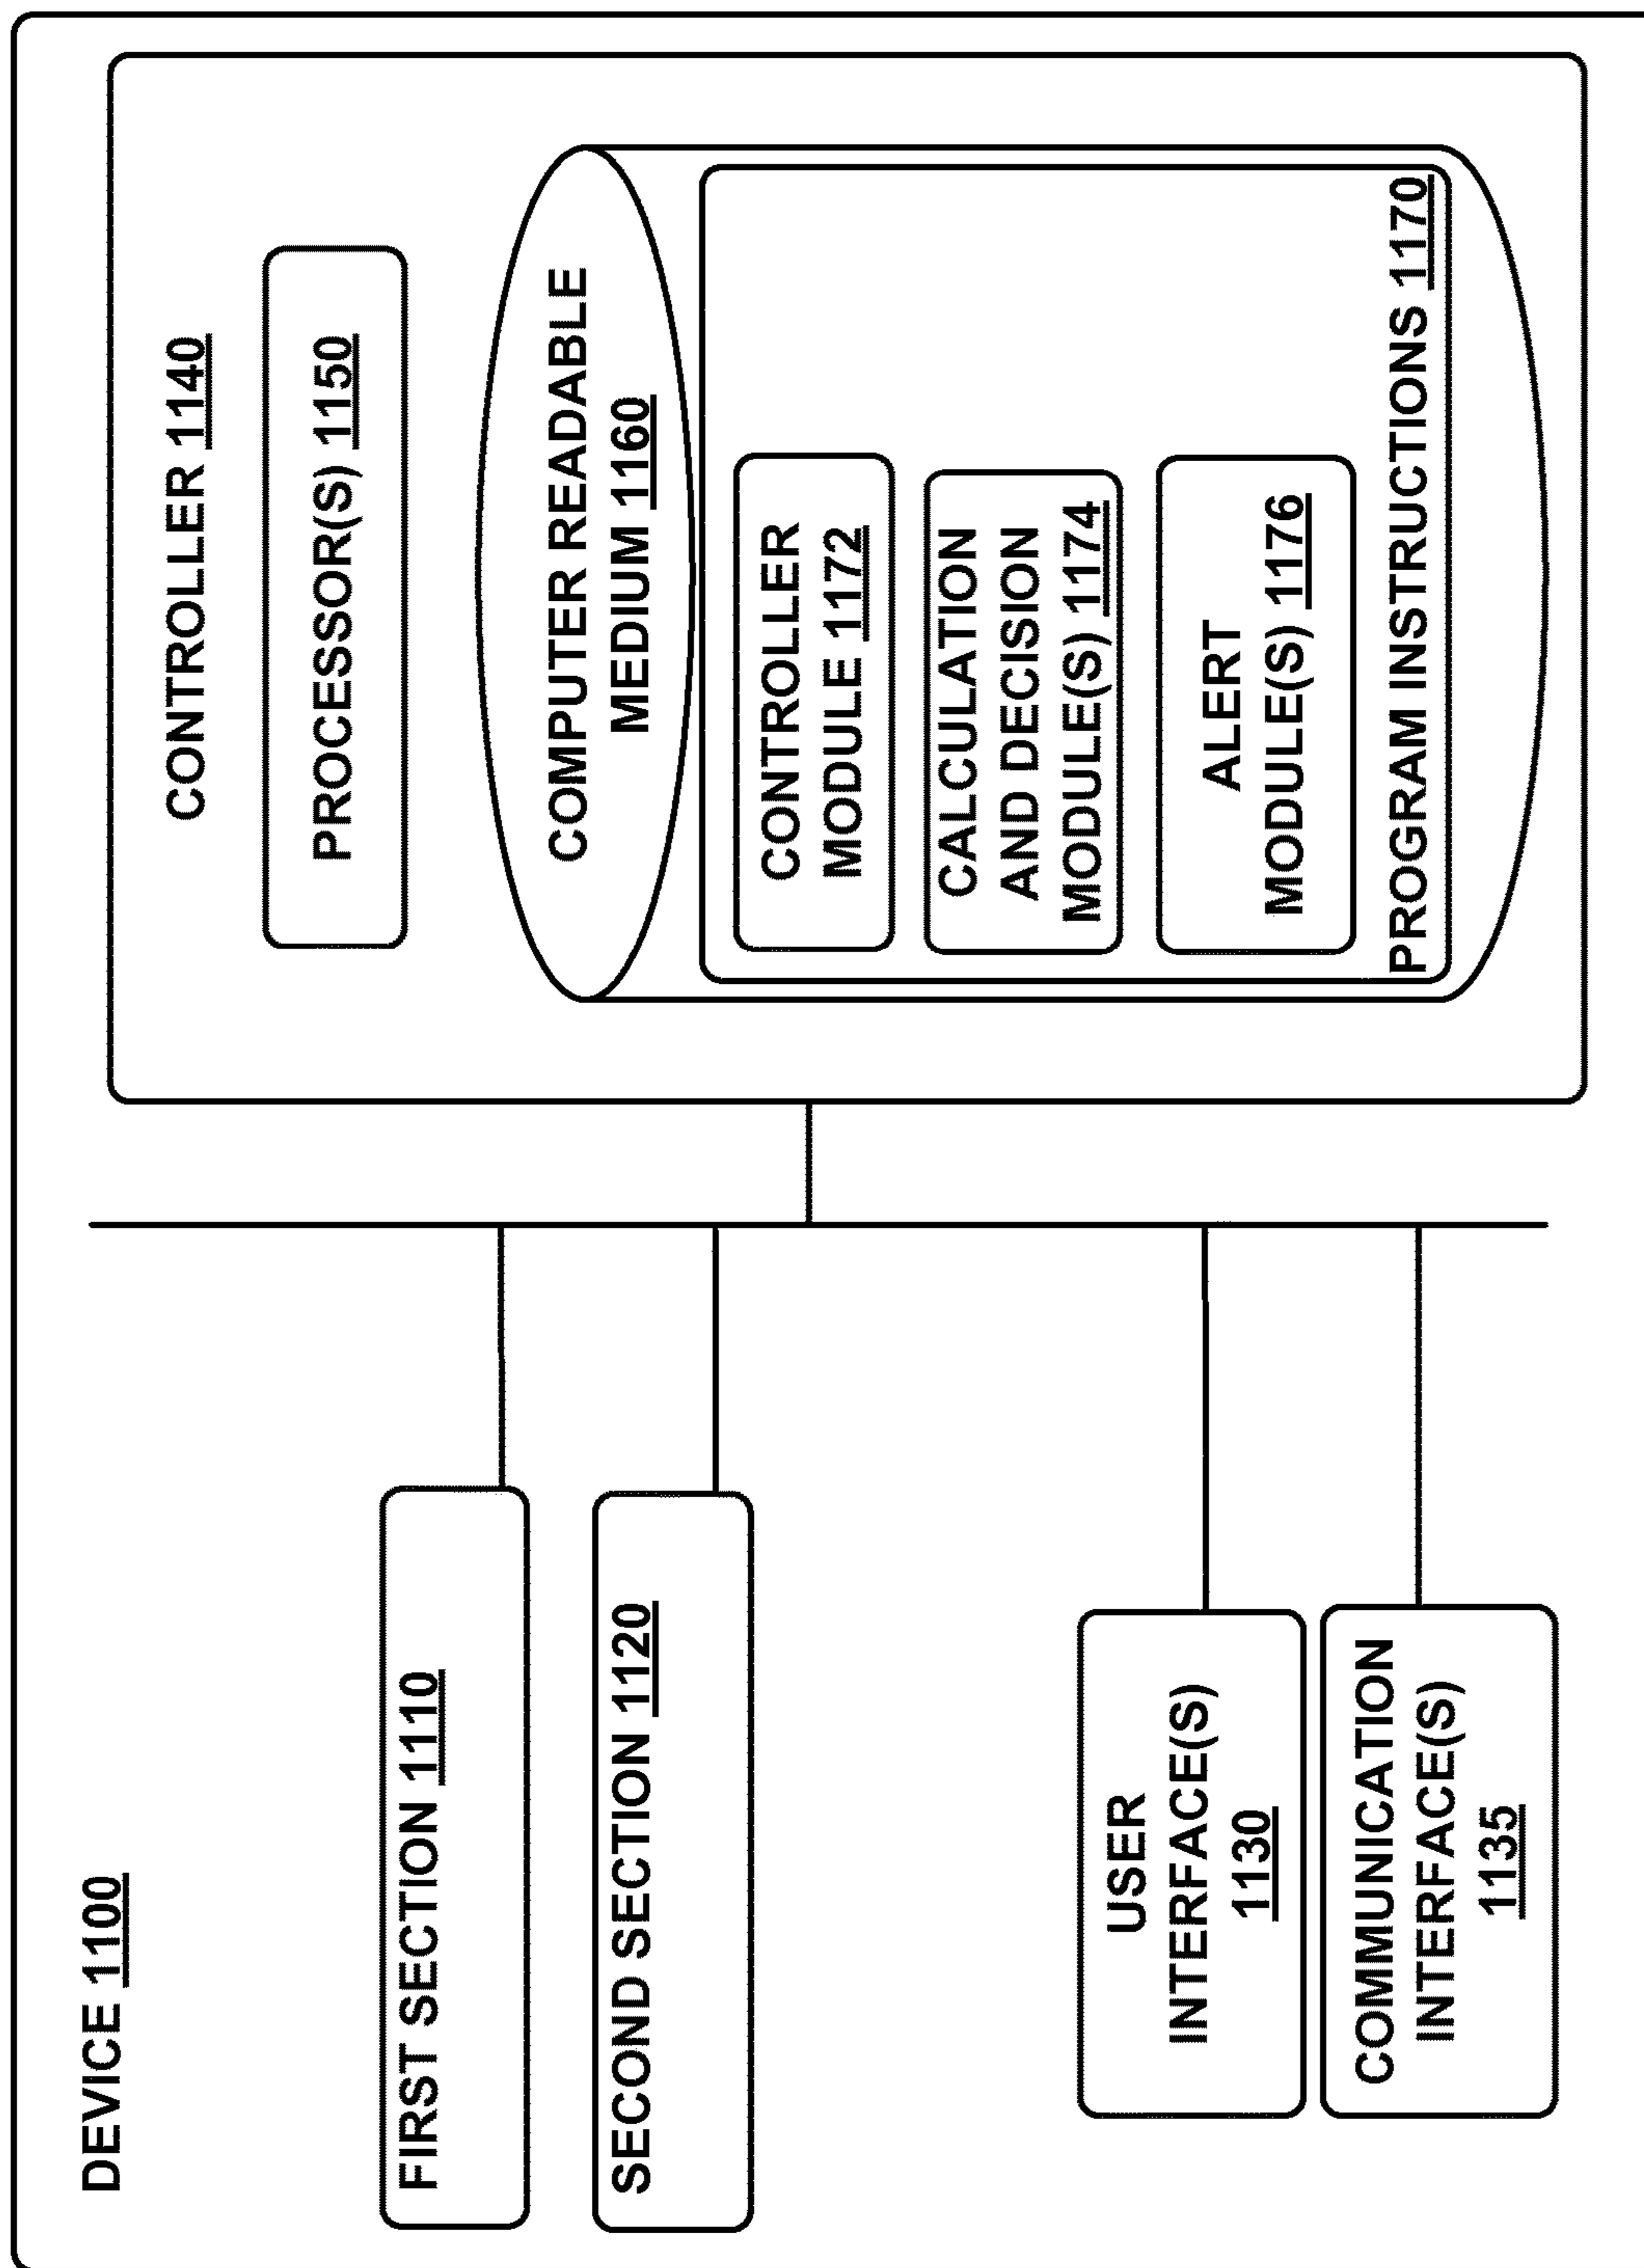 DEVICE 1100
FIRST SECTION 1110
SECOND SECTION 1120
USER
INTERFACE(S)
1130
COMMUNICATION
INTERFACE(S)
1135
CONTROLLER 1140
PROCESSOR(S) 1150
COMPUTER READABLE
MEDIUM 1160
CONTROLLER
MODULE 1172
CALCULATION
AND DECISION
MODULE(S) 1174
ALERT
MODULE(S) 1176
PROGRAM INSTRUCTIONS 1170